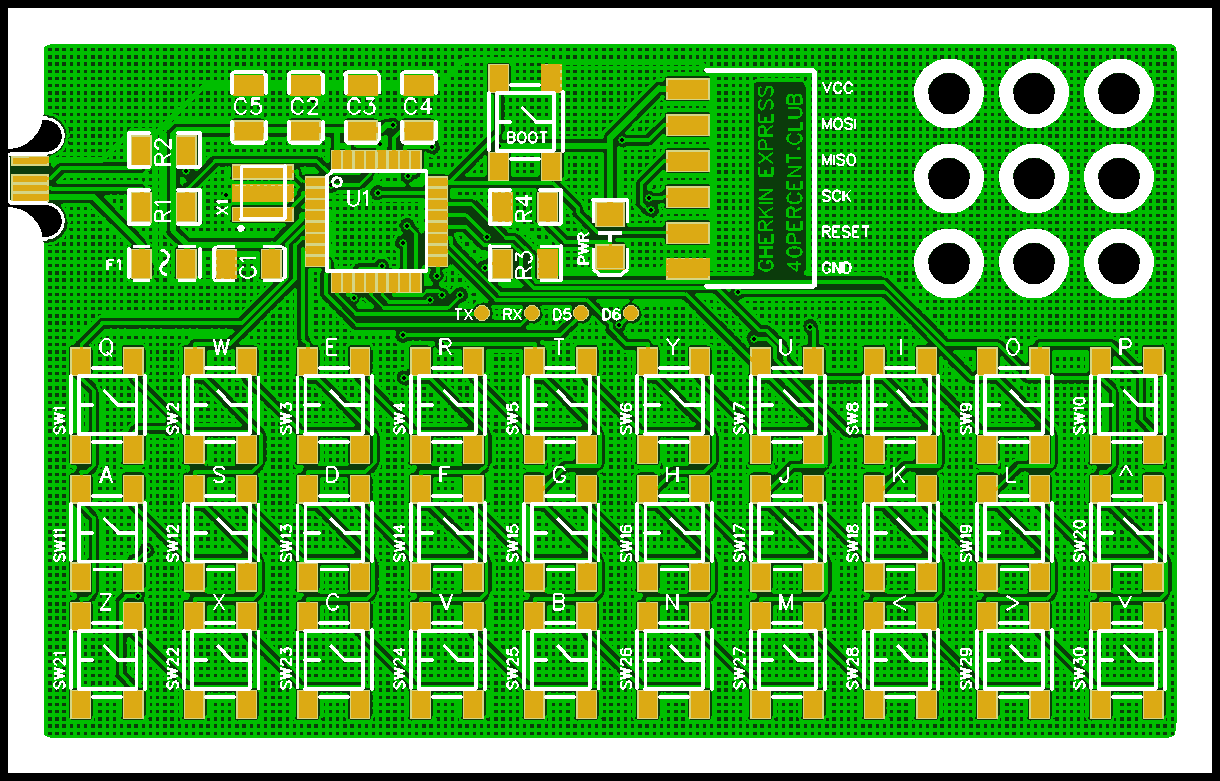 C5 C2 C3 C4
BOOT
VCC
MOSI
MISO
SCK
RESET
GND
GHERKIN EXPRESS
40PERCENT.CLUB
R2
R1
X1
U1
R4
R3
PWR
F1
C1
TX RX D5 D6
Q W E R T Y U I O P
SW1 SW2 SW3 SW4 SW5 SW6 SW7 SW8 SW9 SW10
A S D F G H J K L ^
SW11 SW12 SW13 SW14 SW15 SW16 SW17 SW18 SW19 SW20
Z X C V B N M < > v
SW21 SW22 SW23 SW24 SW25 SW26 SW27 SW28 SW29 SW30